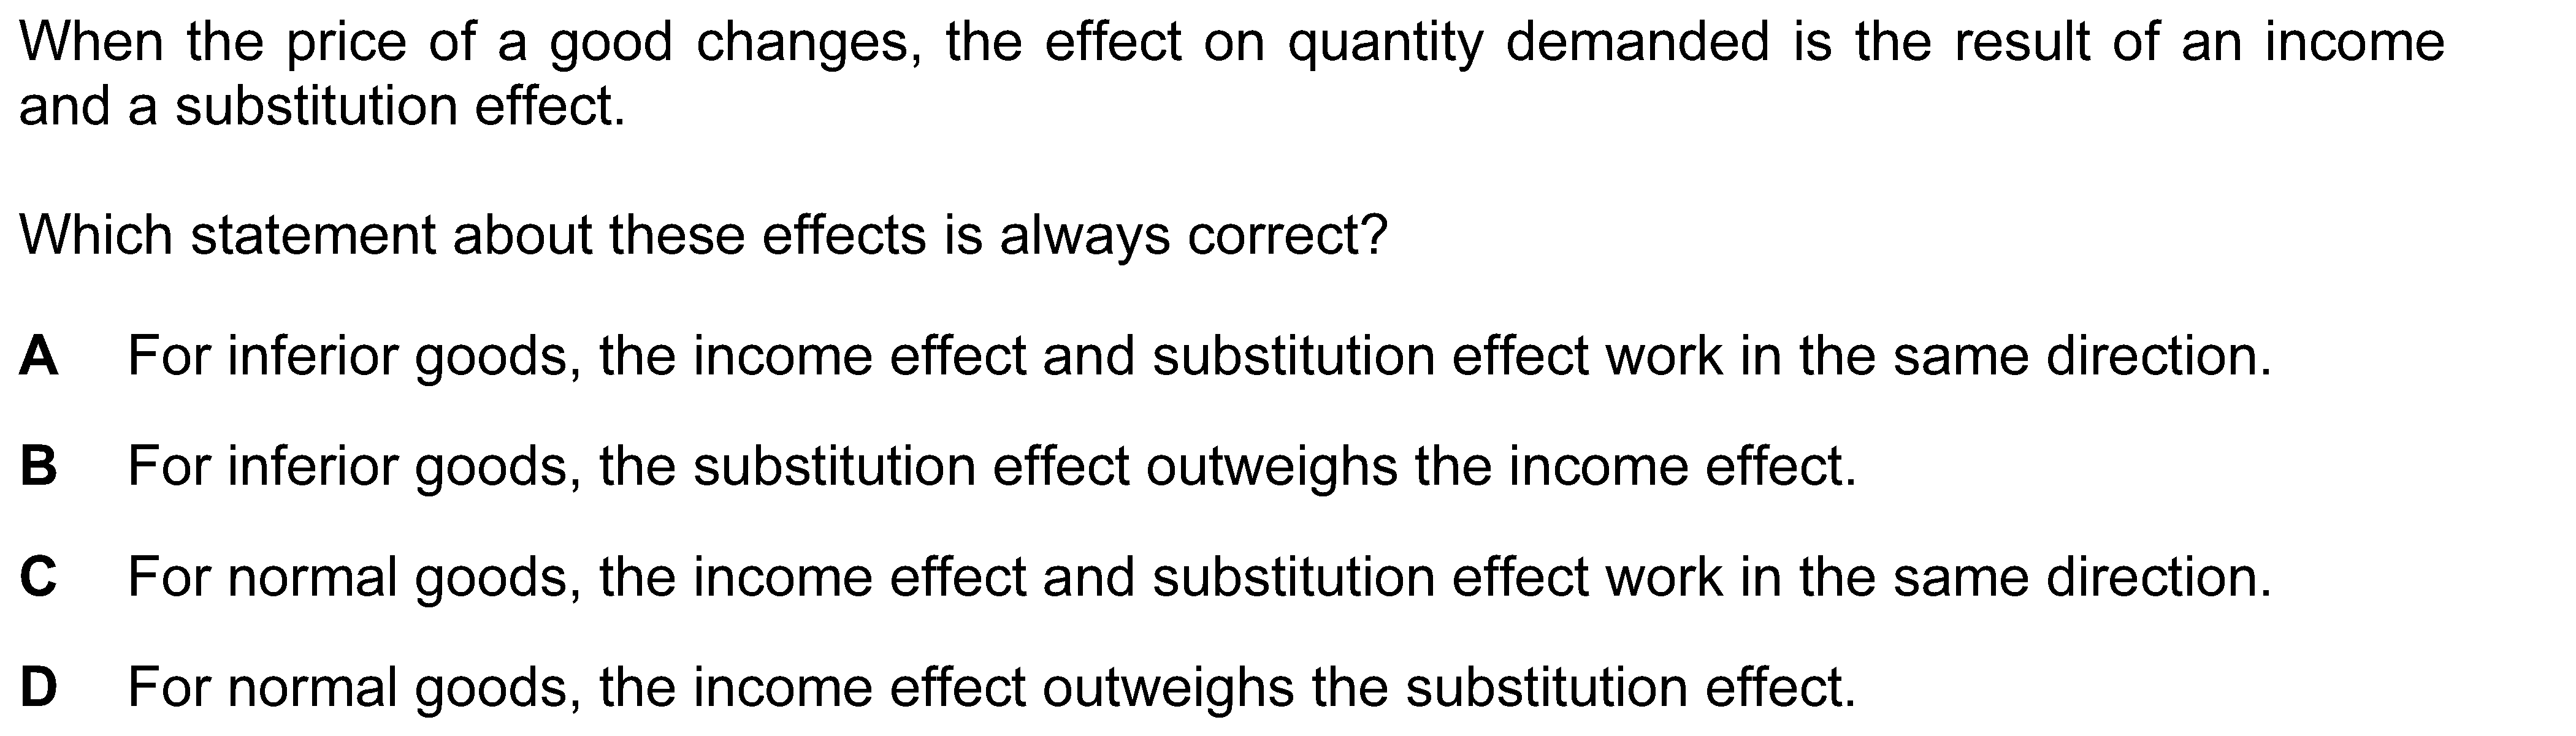 When the price of a good changes, the effect on quantity demanded is the result of an income
and a substitution effect.
Which statement about these effects is always correct?
A For inferior goods, the income effect and substitution effect work in the same direction.
B For inferior goods, the substitution effect outweighs the income effect.
C For normal goods, the income effect and substitution effect work in the same direction.
D For normal goods, the income effect outweighs the substitution effect.